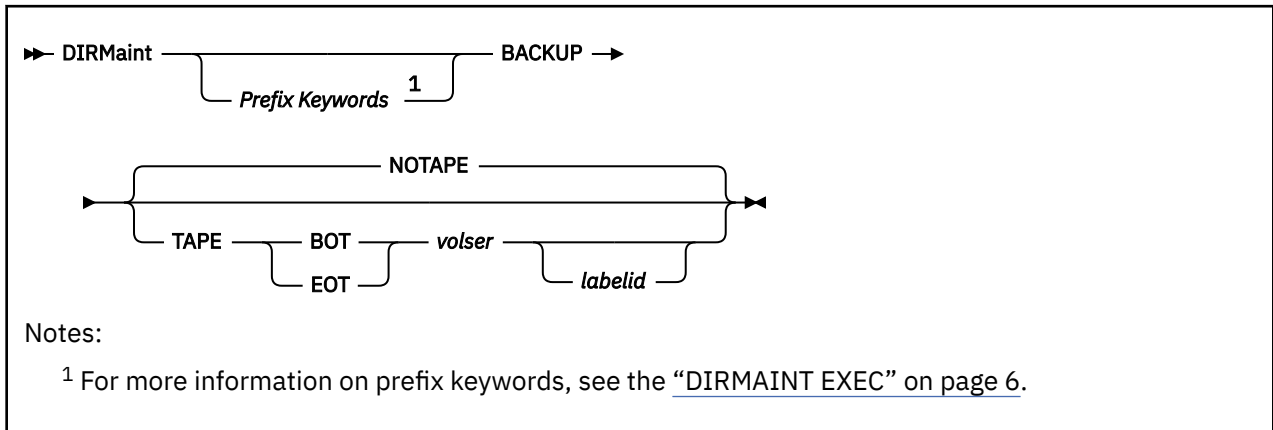 DIRMaint Prefix Keywords 1 BACKUP
NOTAPE
TAPE BOT volser labelid
EOT
Notes:
1 For more information on prefix keywords, see the “DIRMAINT EXEC” on page 6.